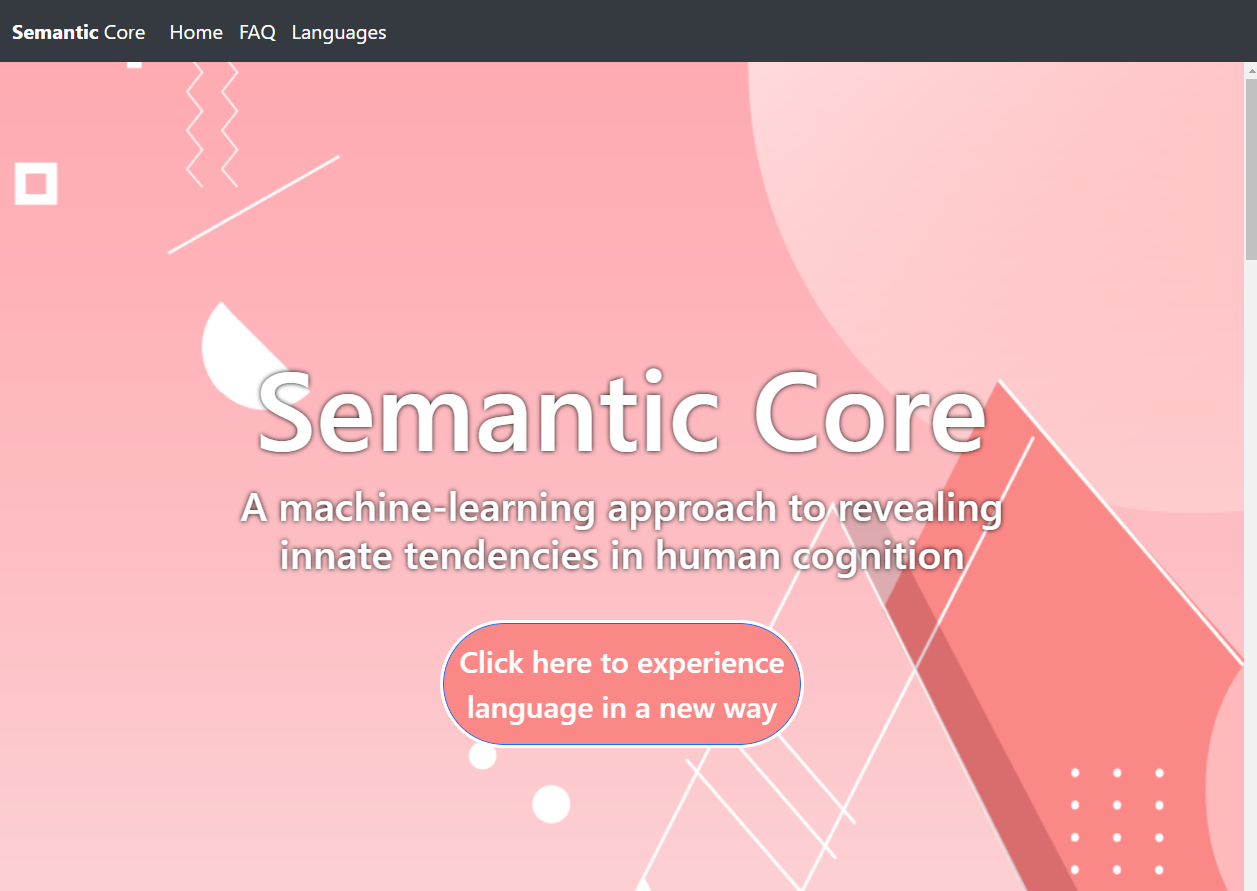 Semantic Core Home FAQ Languages
Semantic Core
A machine-learning approach to revealing
innate tendencies in human cognition
Click here to experience
language in a new way